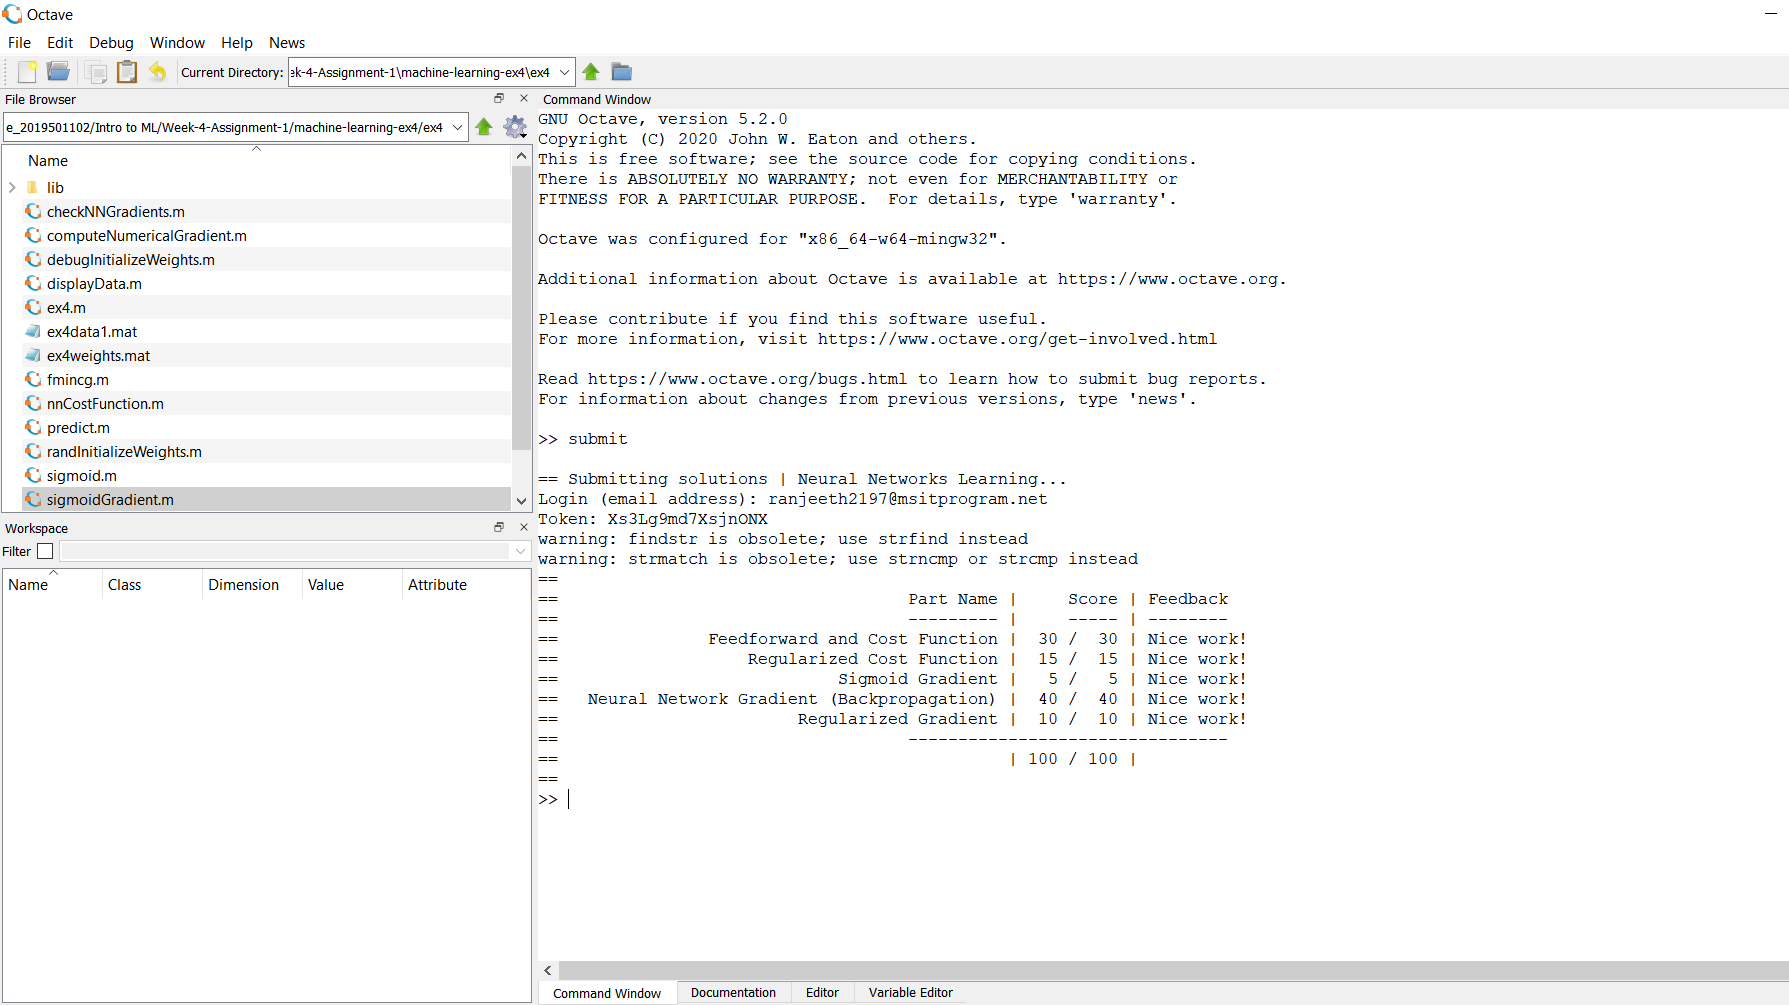 Octave
File Edit Debug Window Help News
Current Directory: ek-4-Assignment-1\machine-learning-ex4\ex4
File Browser
e_2019501102/Intro to ML/Week-4-Assignment-1/machine-learning-ex4/ex4
Name
lib
checkNNGradients.m
computeNumericalGradient.m
debugInitializeWeights.m
displayData.m
ex4.m
ex4data1.mat
ex4weights.mat
fmincg.m
nnCostFunction.m
predict.m
randInitializeWeights.m
sigmoid.m
sigmoidGradient.m
Workspace
Filter
Name Class Dimension Value Attribute
Command Window
GNU Octave, version 5.2.0
Copyright (C) 2020 John W. Eaton and others.
This is free software; see the source code for copying conditions.
There is ABSOLUTELY NO WARRANTY; not even for MERCHANTABILITY or
FITNESS FOR A PARTICULAR PURPOSE.  For details, type 'warranty'.
Octave was configured for "x86_64-w64-mingw32".
Additional information about Octave is available at https://www.octave.org.
Please contribute if you find this software useful.
For more information, visit https://www.octave.org/get-involved.html
Read https://www.octave.org/bugs.html to learn how to submit bug reports.
For information about changes from previous versions, type 'news'.
>> submit
== Submitting solutions | Neural Networks Learning...
Login (email address): ranjeeth2197@msitprogram.net
Token: Xs3Lg9md7XsjnONX
warning: findstr is obsolete; use strfind instead
warning: strmatch is obsolete; use strncmp or strcmp instead
==
== Part Name | Score | Feedback
== --------- | ----- | --------
== Feedforward and Cost Function | 30 / 30 | Nice work!
== Regularized Cost Function | 15 / 15 | Nice work!
== Sigmoid Gradient | 5 / 5 | Nice work!
== Neural Network Gradient (Backpropagation) | 40 / 40 | Nice work!
== Regularized Gradient | 10 / 10 | Nice work!
== --------------------------------
== | 100 / 100 |
==
>>
Command Window Documentation Editor Variable Editor